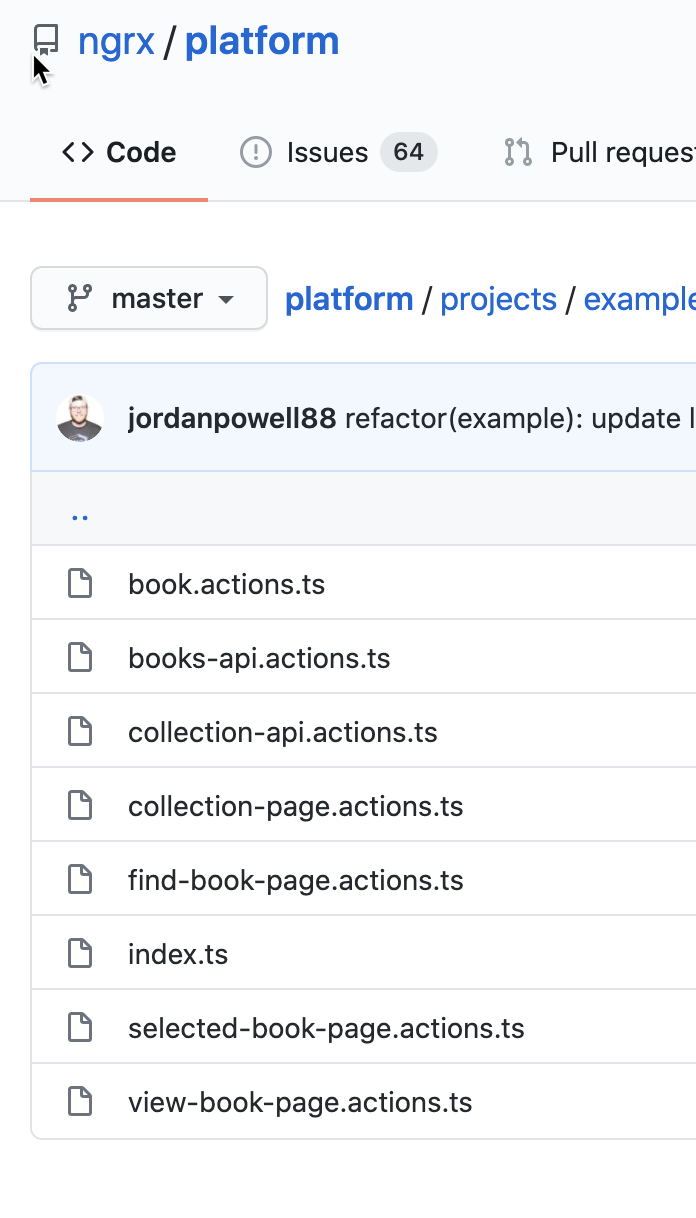 ngrx / platform
Code Issues 64 Pull
master platform / projects /
jordanpowell88 refactor(example): update
..
book.actions.ts
books-api.actions.ts
collection-api.actions.ts
collection-page.actions.ts
find-book-page.actions.ts
index.ts
selected-book-page.actions.ts
view-book-page.actions.ts